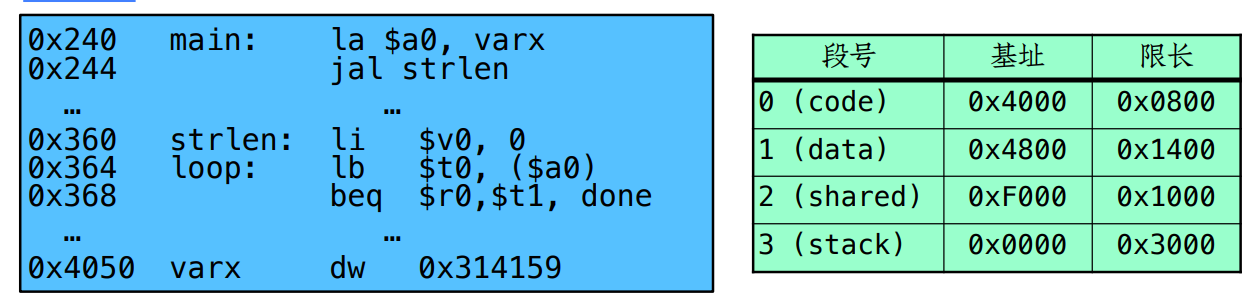 0x240 main: la $a0, varx
0x244 jal strlen
… …
0x360 strlen: li $v0, 0
0x364 loop: lb $t0, ($a0)
0x368 beq $r0,$t1, done
… …
0x4050 varx dw 0x314159
段号 基址 限长
0 (code) 0x4000 0x0800
1 (data) 0x4800 0x1400
2 (shared) 0xF000 0x1000
3 (stack) 0x0000 0x3000